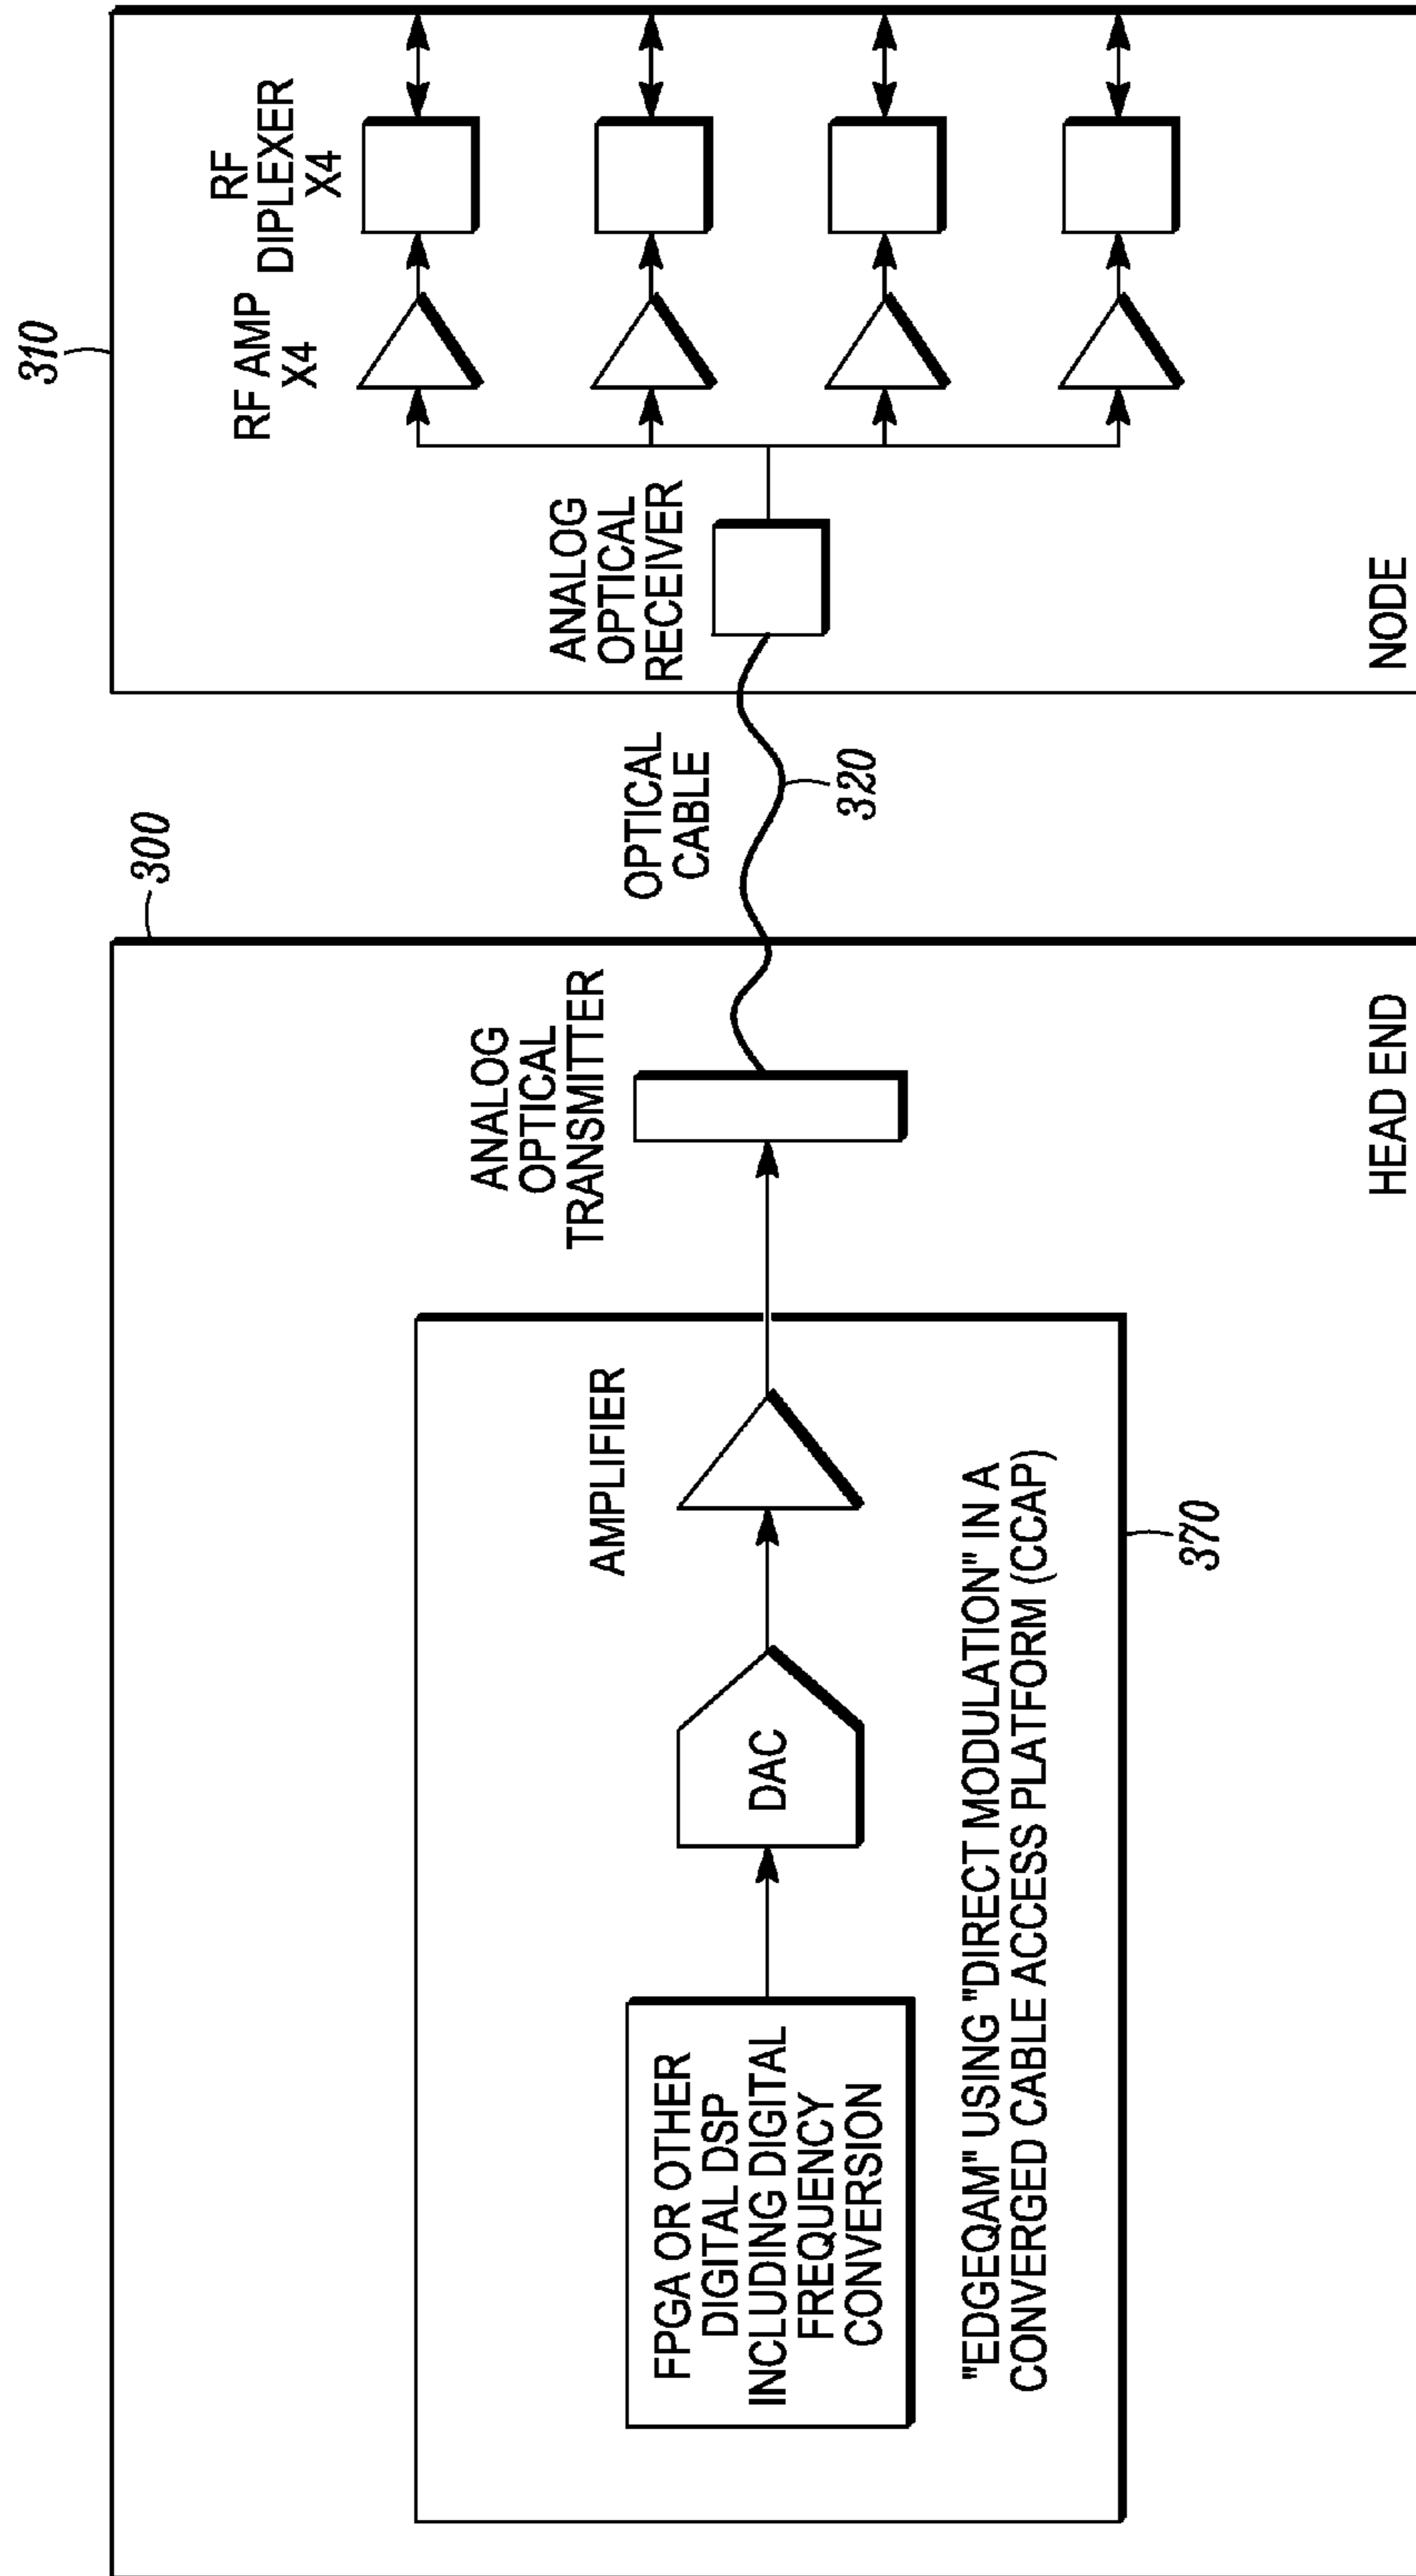 300
310
FPGA OR OTHER
DIGITAL DSP
INCLUDING DIGITAL
FREQUENCY
CONVERSION
DAC
AMPLIFIER
"EDGEQAM" USING "DIRECT MODULATION" IN A
CONVERGED CABLE ACCESS PLATFORM (CCAP)
370
ANALOG
OPTICAL
TRANSMITTER
HEAD END
OPTICAL
CABLE
320
ANALOG
OPTICAL
RECEIVER
RF AMP
X4
RF
DIPLEXER
X4
NODE